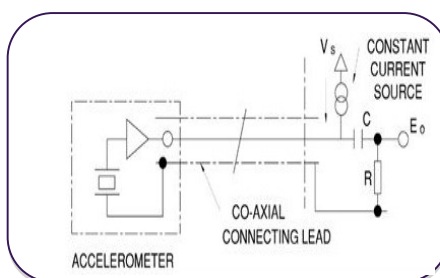 Vs
CONSTANT
CURRENT
SOURCE
C
Eo
R
CO-AXIAL
CONNECTING LEAD
ACCELEROMETER